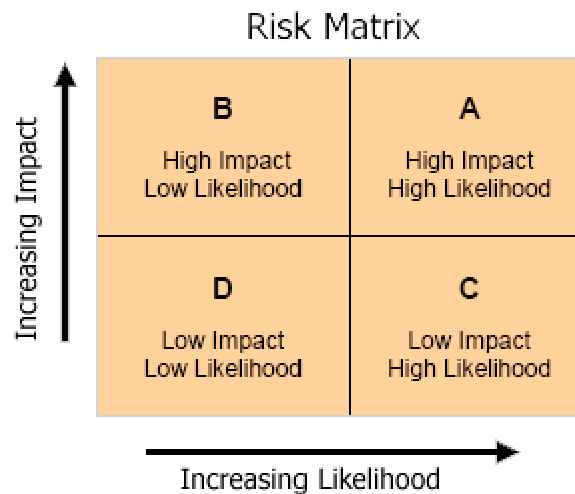 Risk Matrix
Increasing Impact
B
High Impact
Low Likelihood
A
High Impact
High Likelihood
D
Low Impact
Low Likelihood
C
Low Impact
High Likelihood
Increasing Likelihood